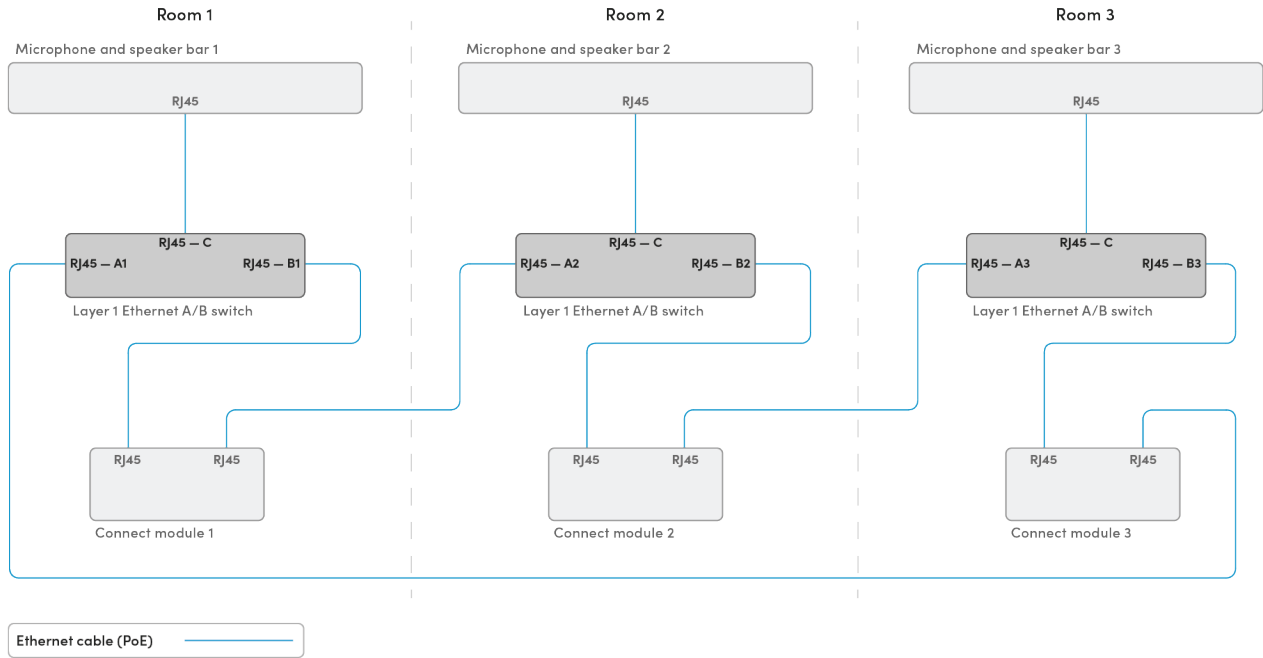 Room 1
Room 2
Room 3
Microphone and speaker bar 1
Microphone and speaker bar 2
Microphone and speaker bar 3
RJ45
RJ45
RJ45
RJ45 — C
RJ45 — C
RJ45 — C
RJ45 — A1
RJ45 — B1
RJ45 — A2
RJ45 — B2
RJ45 — A3
RJ45 — B3
Layer 1 Ethernet A/B switch
Layer 1 Ethernet A/B switch
Layer 1 Ethernet A/B switch
RJ45
RJ45
RJ45
RJ45
RJ45
RJ45
Connect module 1
Connect module 2
Connect module 3
Ethernet cable (PoE)